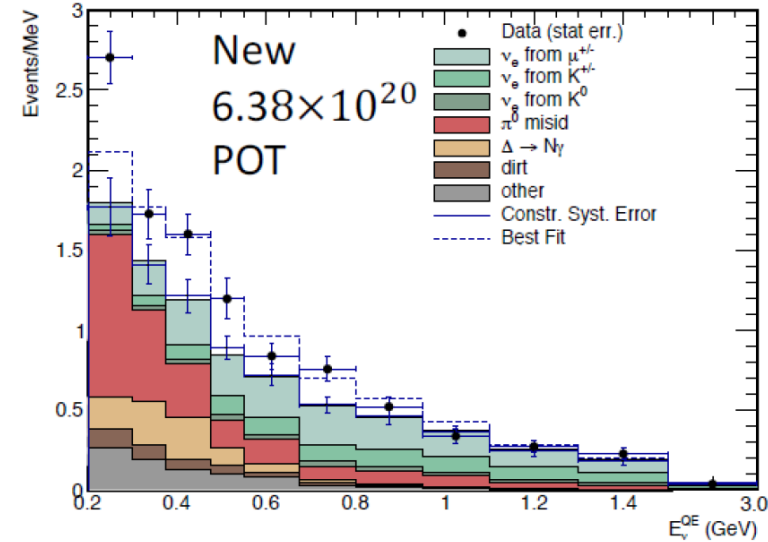 Events/MeV
3
2.5
2
1.5
1
0.5
0
New
6.38×10²⁰
POT
Data (stat err.)
νₑ from μ⁺/⁻
νₑ from K⁺/⁻
νₑ from K⁰
π⁰ misid
Δ → Nγ
dirt
other
Constr. Syst. Error
Best Fit
0.2 0.4 0.6 0.8 1 1.2 1.4 3.0
E_ν^QE (GeV)